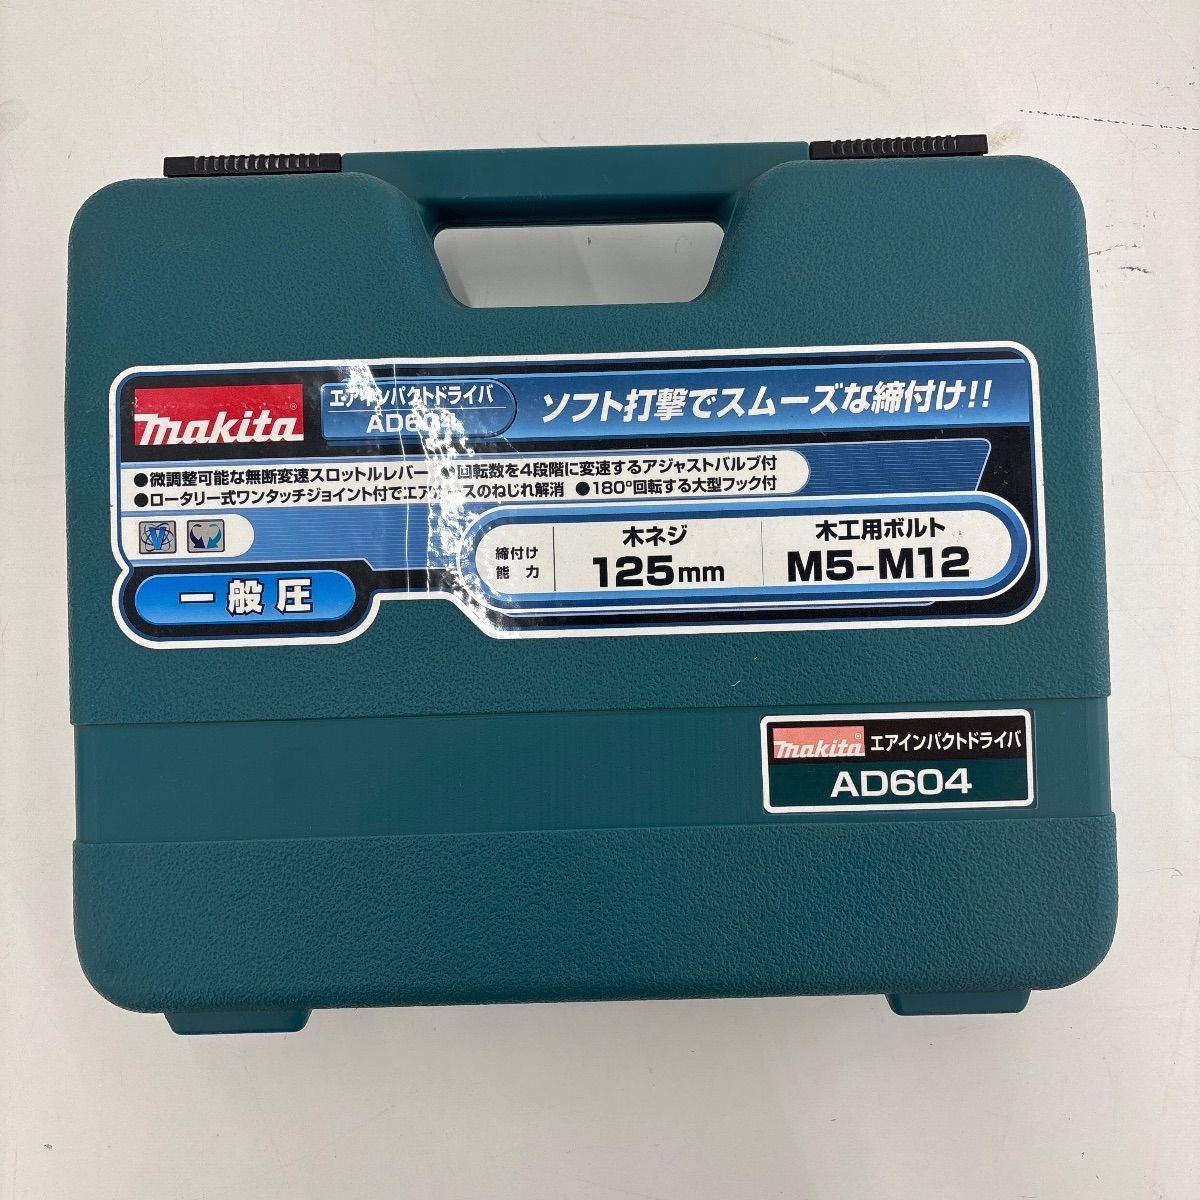 makita
エアインパクトドライバ
AD604
ソフト打撃でスムーズな締付け!!
●微調整可能な無断変速スロットルレバー ●回転数を4段階に変速するアジャストバルブ付
●ロータリー式ワンタッチジョイント付でエアホースのねじれ解消 ●180°回転する大型フック付
V
一般圧
締付け
能力
木ネジ
125mm
木工用ボルト
M5-M12
makita エアインパクトドライバ
AD604